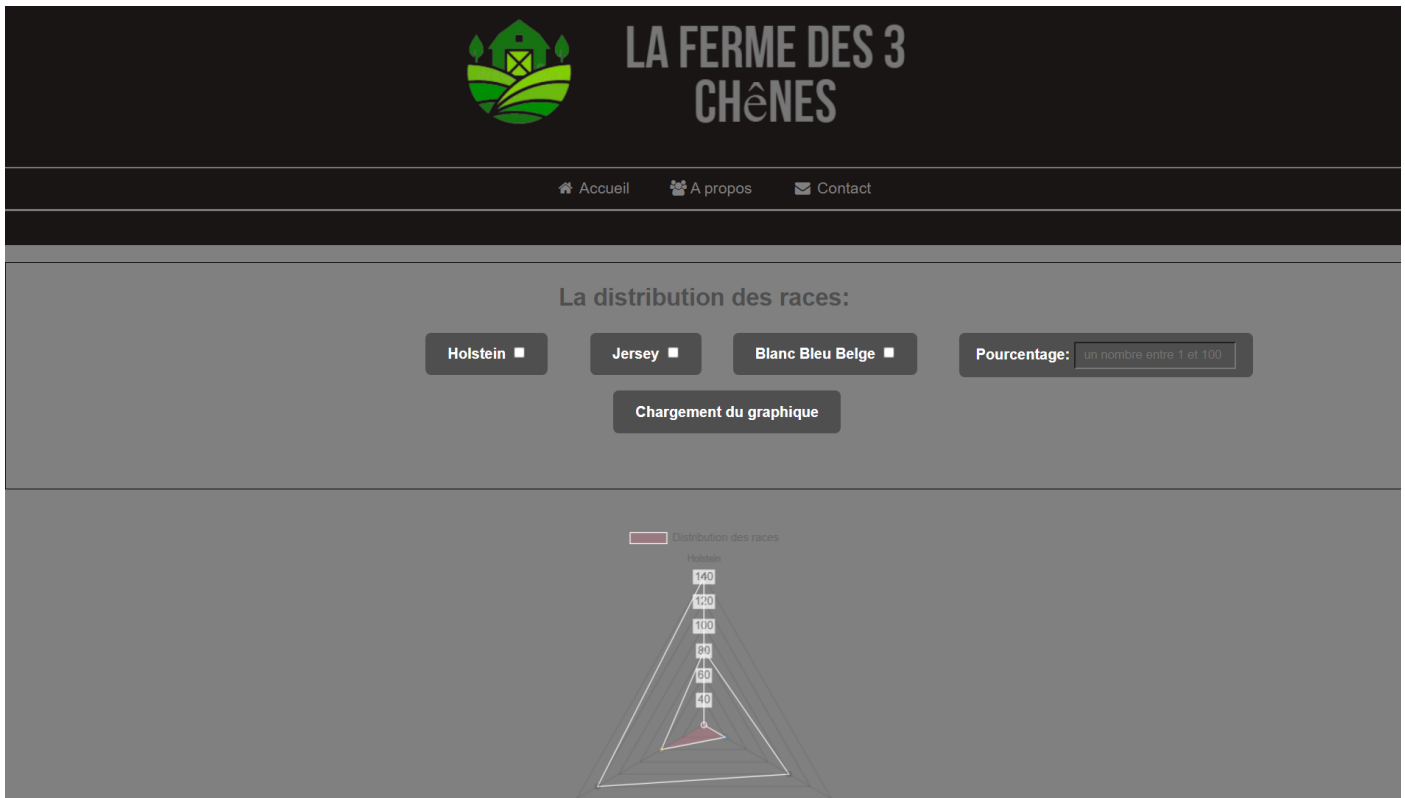 LA FERME DES 3
CHêNES
Accueil A propos Contact
La distribution des races:
Holstein Jersey Blanc Bleu Belge Pourcentage: un nombre entre 1 et 100
Chargement du graphique
Distribution des races
Holstein
140
120
100
80
60
40